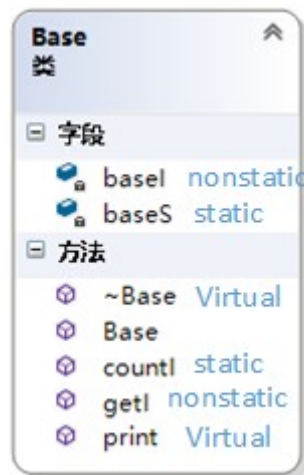 Base
类
字段
baseI nonstatic
baseS static
方法
~Base Virtual
Base
countI static
getI nonstatic
print Virtual